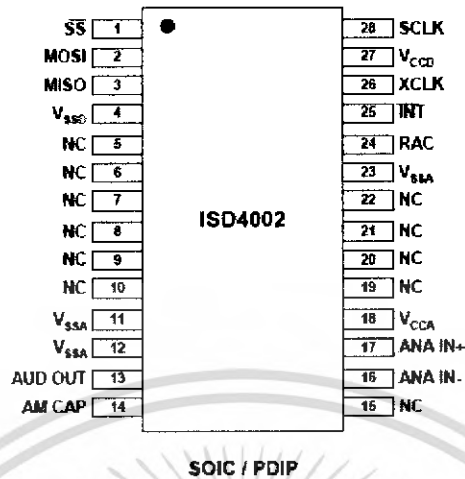 SS 1 28 SCLK
MOSI 2 27 VCCD
MISO 3 26 XCLK
VSSD 4 25 INT
NC 5 24 RAC
NC 6 23 VSSA
NC 7 22 NC
ISD4002
NC 8 21 NC
NC 9 20 NC
NC 10 19 NC
VSSA 11 18 VCCA
VSSA 12 17 ANA IN+
AUD OUT 13 16 ANA IN-
AM CAP 14 15 NC
SOIC / PDIP